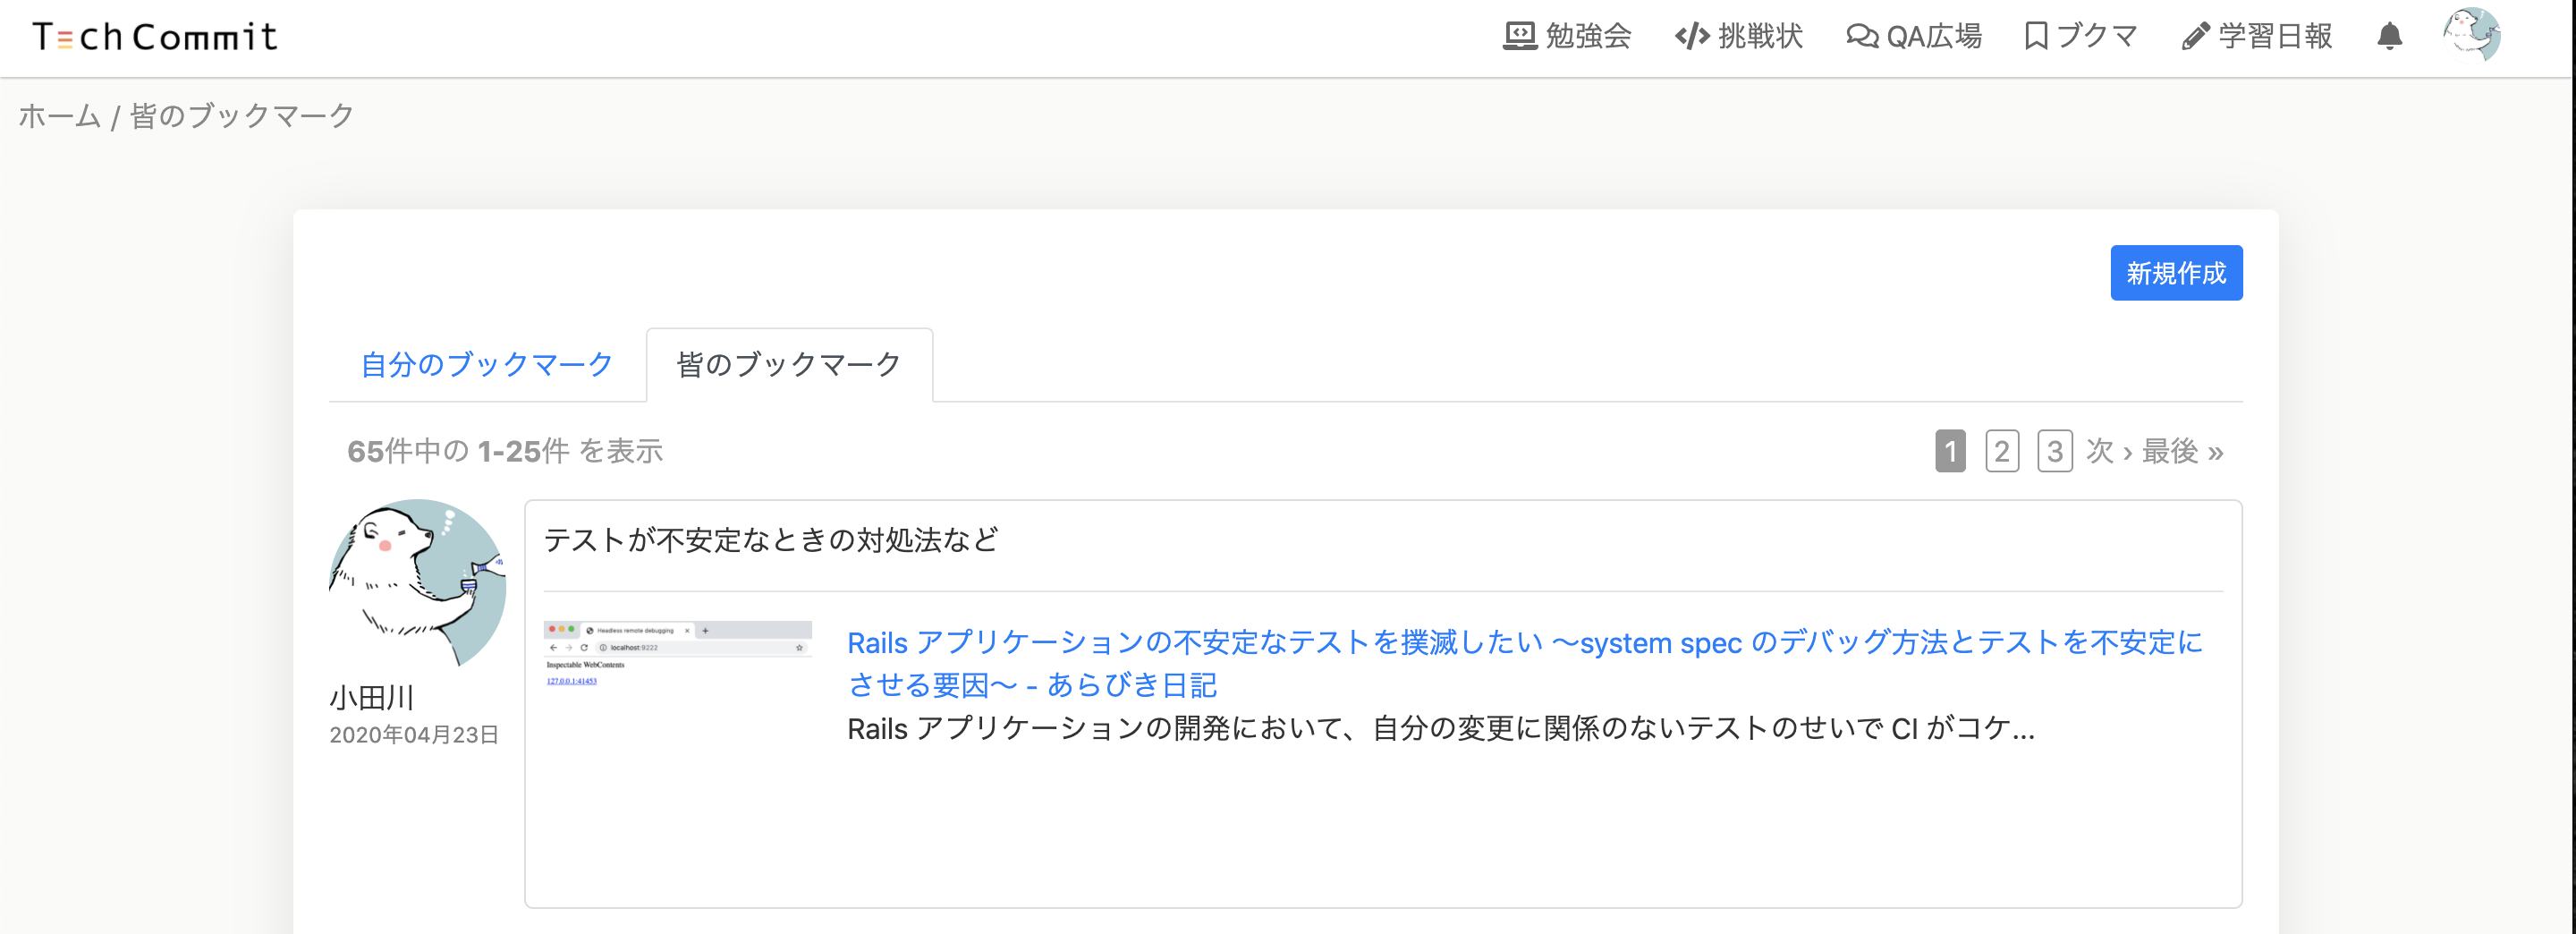 Tech Commit
勉強会 挑戦状 QA広場 ブクマ 学習日報
ホーム / 皆のブックマーク
新規作成
自分のブックマーク 皆のブックマーク
65件中の 1-25件 を表示
1 2 3 次 › 最後 »
テストが不安定なときの対処法など
Headless remote debugging
localhost:9222
Inspectable WebContents
127.0.0.1:41453
Rails アプリケーションの不安定なテストを撲滅したい 〜system spec のデバッグ方法とテストを不安定に
させる要因〜 - あらびき日記
Rails アプリケーションの開発において、自分の変更に関係のないテストのせいで CI がコケ...
小田川
2020年04月23日